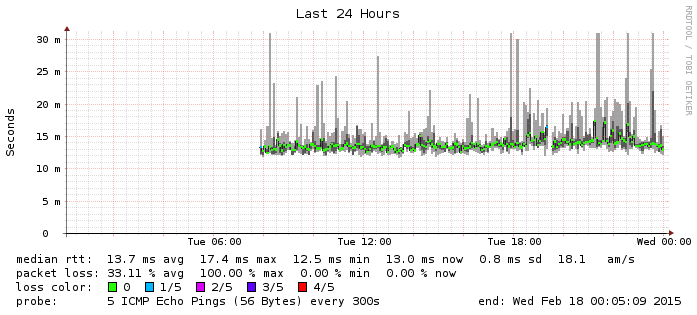 Last 24 Hours
30 m
25 m
20 m
15 m
10 m
5 m
0
Seconds
RRDTOOL / TOBI OETIKER
Tue 06:00 Tue 12:00 Tue 18:00 Wed 00:00
median rtt: 13.7 ms avg 17.4 ms max 12.5 ms min 13.0 ms now 0.8 ms sd 18.1 am/s
packet loss: 33.11 % avg 100.00 % max 0.00 % min 0.00 % now
loss color: 0 1/5 2/5 3/5 4/5
probe: 5 ICMP Echo Pings (56 Bytes) every 300s end: Wed Feb 18 00:05:09 2015